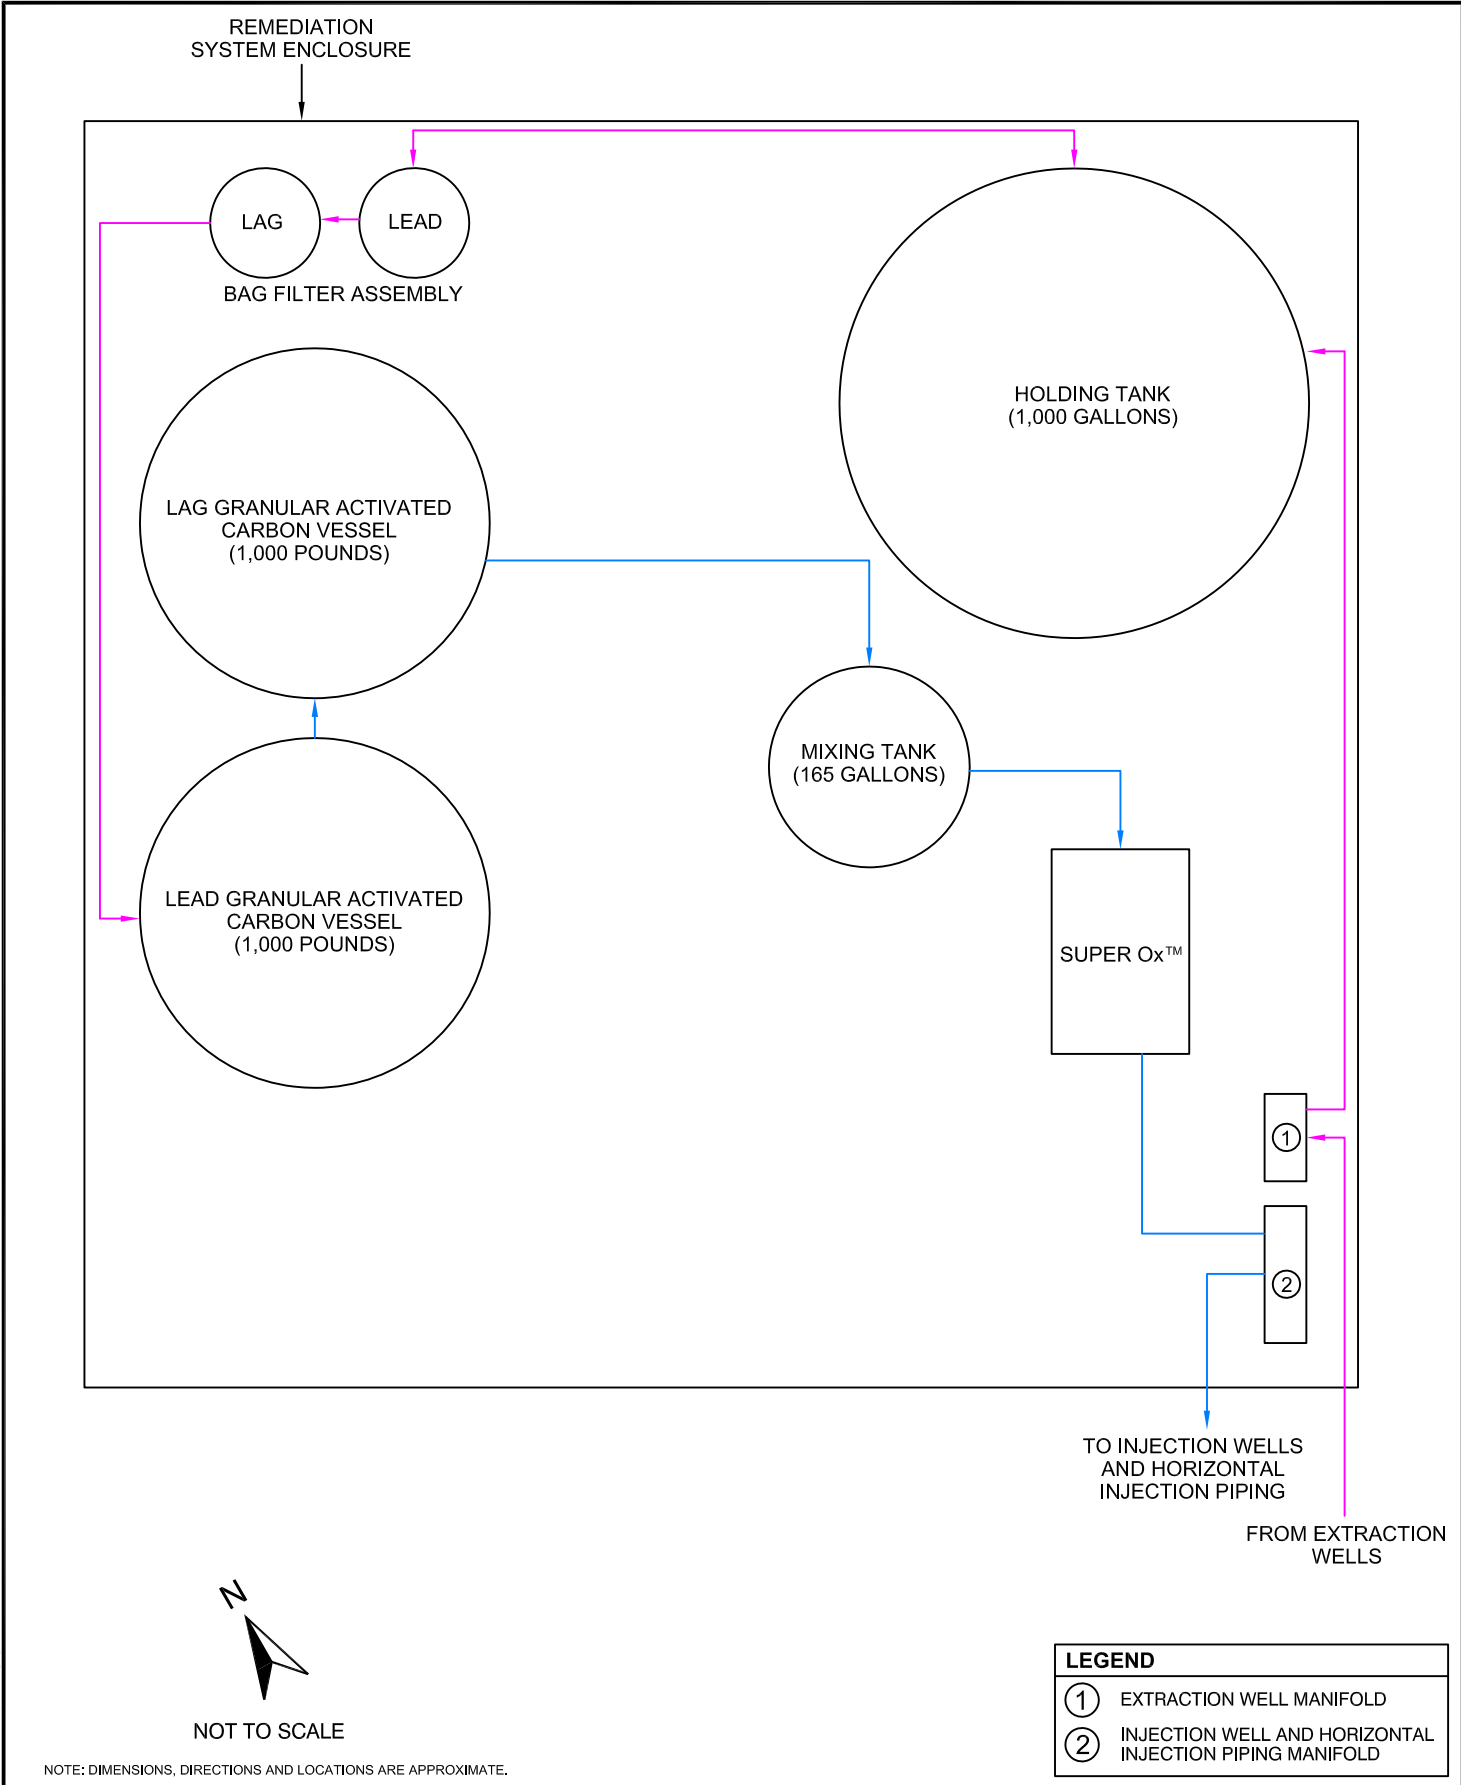 REMEDIATION
SYSTEM ENCLOSURE
LAG
LEAD
BAG FILTER ASSEMBLY
HOLDING TANK
(1,000 GALLONS)
LAG GRANULAR ACTIVATED
CARBON VESSEL
(1,000 POUNDS)
MIXING TANK
(165 GALLONS)
LEAD GRANULAR ACTIVATED
CARBON VESSEL
(1,000 POUNDS)
SUPER Ox™
1
2
TO INJECTION WELLS
AND HORIZONTAL
INJECTION PIPING
FROM EXTRACTION
WELLS
N
NOT TO SCALE
NOTE: DIMENSIONS, DIRECTIONS AND LOCATIONS ARE APPROXIMATE.
LEGEND
1 EXTRACTION WELL MANIFOLD
2 INJECTION WELL AND HORIZONTAL
INJECTION PIPING MANIFOLD